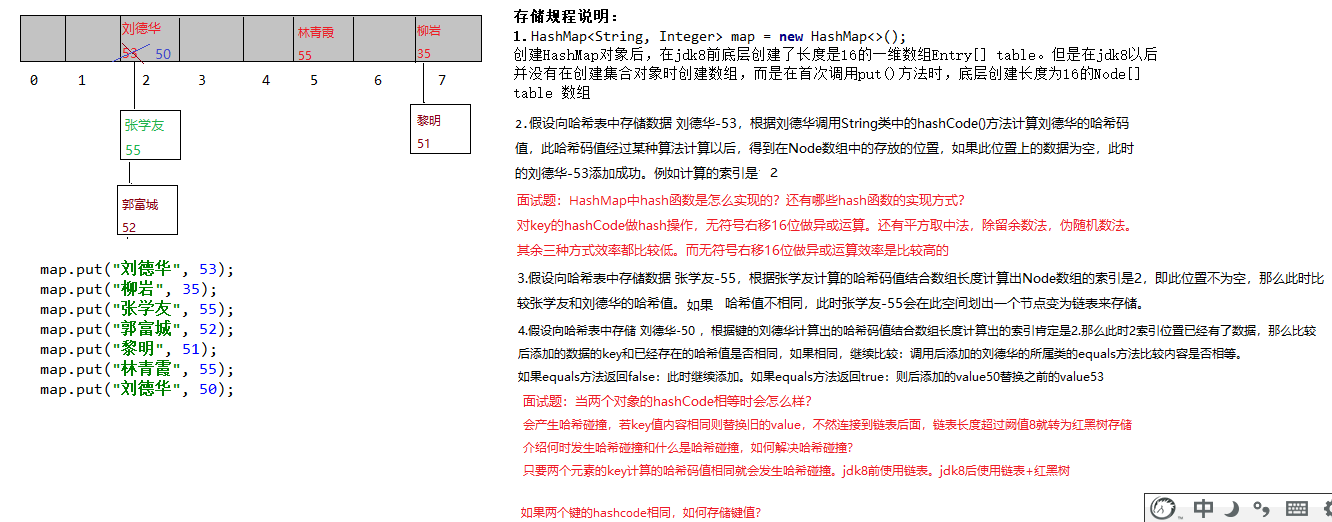 刘德华
53 50
林青霞
55
柳岩
35
0 1 2 3 4 5 6 7
张学友
55
黎明
51
郭富城
52
map.put("刘德华", 53);
map.put("柳岩", 35);
map.put("张学友", 55);
map.put("郭富城", 52);
map.put("黎明", 51);
map.put("林青霞", 55);
map.put("刘德华", 50);
存储规程说明：
1.HashMap<String, Integer> map = new HashMap<>();
创建HashMap对象后，在jdk8前底层创建了长度是16的一维数组Entry[] table。但是在jdk8以后
并没有在创建集合对象时创建数组，而是在首次调用put()方法时，底层创建长度为16的Node[]
table 数组
2.假设向哈希表中存储数据 刘德华-53，根据刘德华调用String类中的hashCode()方法计算刘德华的哈希码
值，此哈希码值经过某种算法计算以后，得到在Node数组中的存放的位置，如果此位置上的数据为空，此时
的刘德华-53添加成功。例如计算的索引是 2
面试题：HashMap中hash函数是怎么实现的？还有哪些hash函数的实现方式？
对key的hashCode做hash操作，无符号右移16位做异或运算。还有平方取中法，除留余数法，伪随机数法。
其余三种方式效率都比较低。而无符号右移16位做异或运算效率是比较高的
3.假设向哈希表中存储数据 张学友-55，根据张学友计算的哈希码值结合数组长度计算出Node数组的索引是2，即此位置不为空，那么此时比
较张学友和刘德华的哈希值。如果 哈希值不相同，此时张学友-55会在此空间划出一个节点变为链表来存储。
4.假设向哈希表中存储 刘德华-50 ，根据键的刘德华计算出的哈希码值结合数组长度计算出的索引肯定是2.那么此时2索引位置已经有了数据，那么比较
后添加的数据的key和已经存在的哈希值是否相同，如果相同，继续比较：调用后添加的刘德华的所属类的equals方法比较内容是否相等。
如果equals方法返回false：此时继续添加。如果equals方法返回true：则后添加的value50替换之前的value53
面试题：当两个对象的hashCode相等时会怎么样？
会产生哈希碰撞，若key值内容相同则替换旧的value，不然连接到链表后面，链表长度超过阙值8就转为红黑树存储
介绍何时发生哈希碰撞和什么是哈希碰撞，如何解决哈希碰撞？
只要两个元素的key计算的哈希码值相同就会发生哈希碰撞。jdk8前使用链表。jdk8后使用链表+红黑树
如果两个键的hashcode相同，如何存储键值？
中